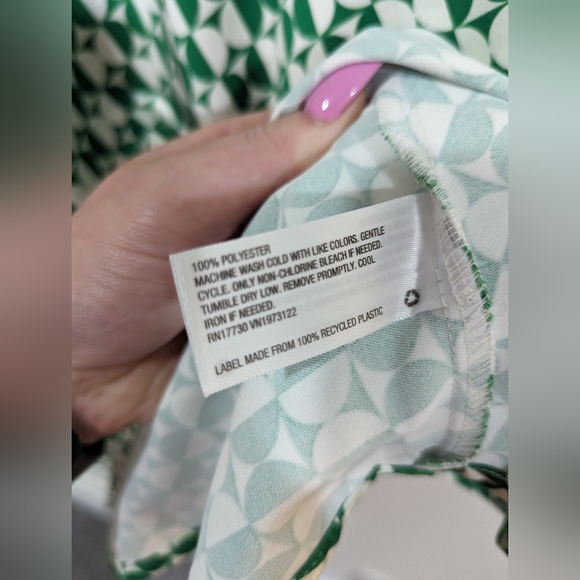 100% POLYESTER
MACHINE WASH COLD WITH LIKE COLORS. GENTLE
CYCLE. ONLY NON-CHLORINE BLEACH IF NEEDED.
TUMBLE DRY LOW. REMOVE PROMPTLY. COOL
IRON IF NEEDED.
RN17730 VN1973122
LABEL MADE FROM 100% RECYCLED PLASTIC